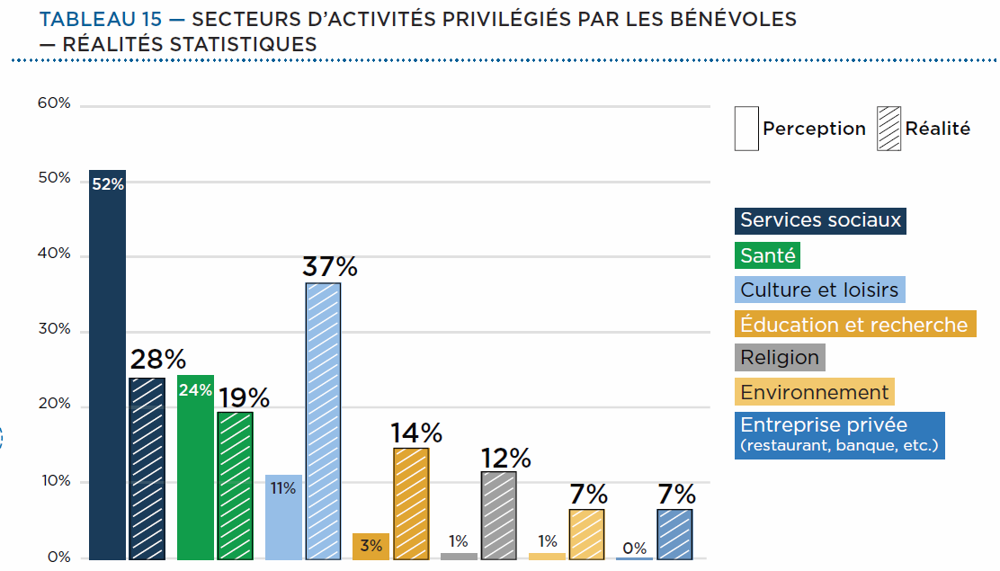 TABLEAU 15 — SECTEURS D'ACTIVITÉS PRIVILÉGIÉS PAR LES BÉNÉVOLES
— RÉALITÉS STATISTIQUES
60%
50%
40%
30%
20%
10%
0%
52%
28%
24%
19%
11%
37%
3%
14%
1%
12%
1%
7%
0%
7%
Perception
Réalité
Services sociaux
Santé
Culture et loisirs
Éducation et recherche
Religion
Environnement
Entreprise privée
(restaurant, banque, etc.)